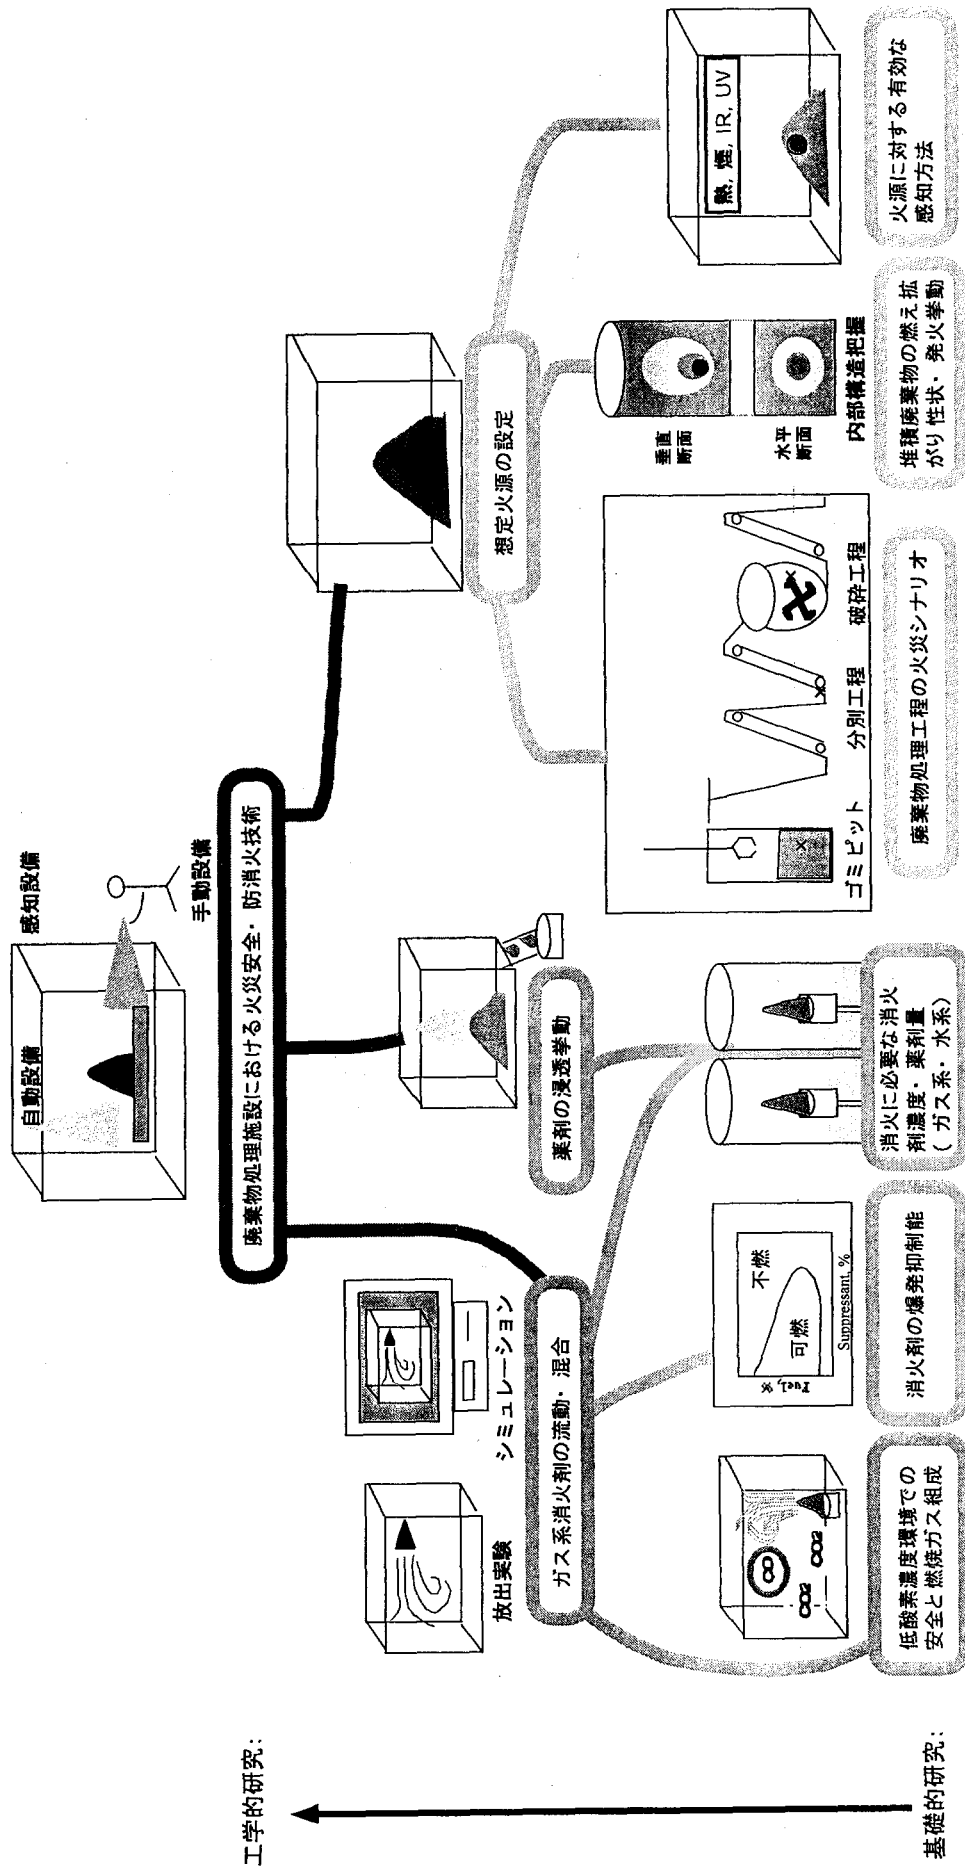 工学的研究:
基礎的研究:
感知設備
自動設備
手動設備
廃棄物処理施設における火災安全・防消火技術
放出実験
シミュレーション
ガス系消火剤の流動・混合
薬剤の浸透挙動
想定火源の設定
CO
CO2
CO2
低酸素濃度環境での
安全と燃焼ガス組成
Fuel, %
不燃
可燃
Suppressant, %
消火剤の爆発抑制能
消火に必要な消火
剤濃度・薬剤量
(ガス系・水系)
ゴミピット
分別工程
破砕工程
廃棄物処理工程の火災シナリオ
垂直
断面
水平
断面
内部構造把握
堆積廃棄物の燃え拡
がり性状・発火挙動
熱, 煙, IR, UV
火源に対する有効な
感知方法